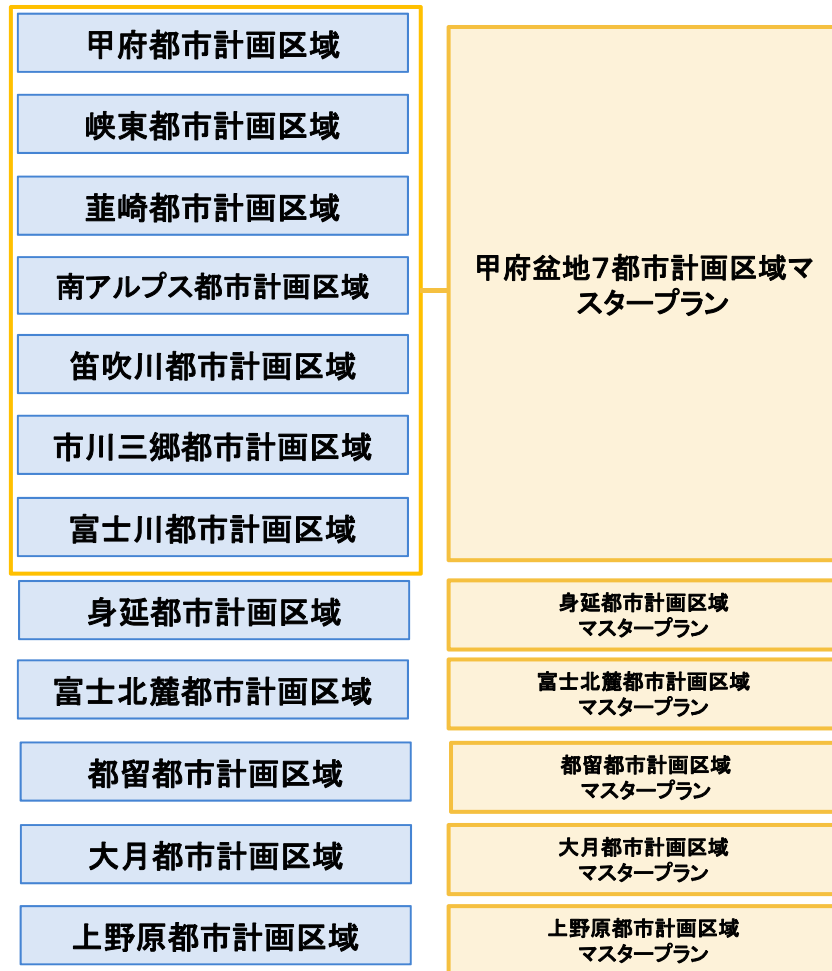 甲府都市計画区域
峡東都市計画区域
韮崎都市計画区域
南アルプス都市計画区域
笛吹川都市計画区域
市川三郷都市計画区域
富士川都市計画区域
甲府盆地7都市計画区域マ
スタープラン
身延都市計画区域
身延都市計画区域
マスタープラン
富士北麓都市計画区域
富士北麓都市計画区域
マスタープラン
都留都市計画区域
都留都市計画区域
マスタープラン
大月都市計画区域
大月都市計画区域
マスタープラン
上野原都市計画区域
上野原都市計画区域
マスタープラン